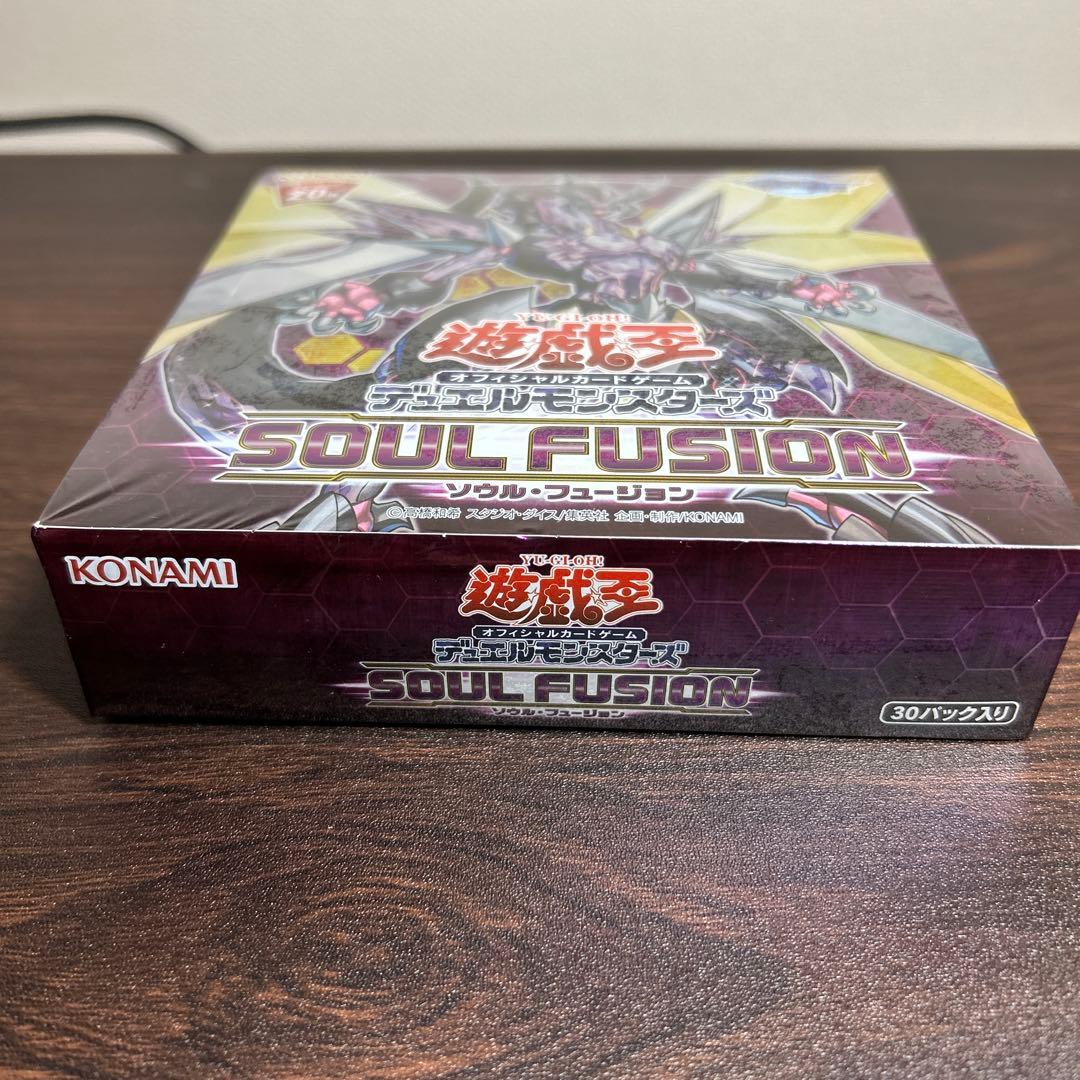 20th
YU-GI-OH!
遊戯王
オフィシャルカードゲーム
デュエルモンスターズ
SOUL FUSION
ソウル・フュージョン
©高橋和希 スタジオ・ダイス/集英社 企画・制作/KONAMI
KONAMI
YU-GI-OH!
遊戯王
オフィシャルカードゲーム
デュエルモンスターズ
SOUL FUSION
ソウル・フュージョン
30パック入り